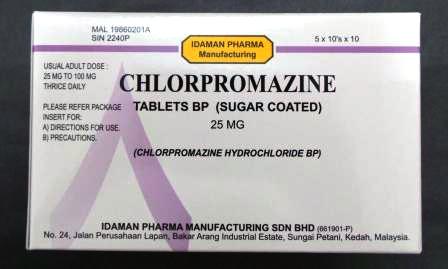 MAL 19860201A
SIN 2240P
IDAMAN PHARMA
Manufacturing
5 x 10's x 10
USUAL ADULT DOSE :
25 MG TO 100 MG
THRICE DAILY
PLEASE REFER PACKAGE
INSERT FOR:
A) DIRECTIONS FOR USE.
B) PRECAUTIONS.
CHLORPROMAZINE
TABLETS BP (SUGAR COATED)
25 MG
(CHLORPROMAZINE HYDROCHLORIDE BP)
IDAMAN PHARMA MANUFACTURING SDN BHD (661901-P)
No. 24, Jalan Perusahaan Lapan, Bakar Arang Industrial Estate, Sungai Petani, Kedah, Malaysia.